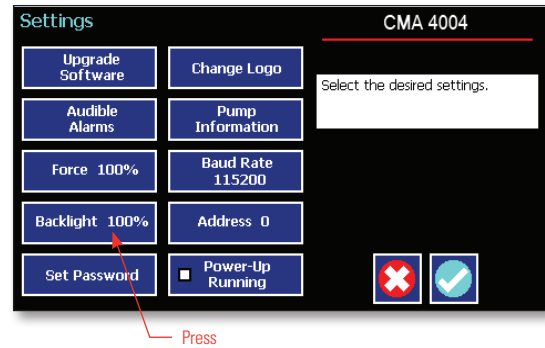 Settings
CMA 4004
Upgrade
Software
Change Logo
Select the desired settings.
Audible
Alarms
Pump
Information
Force 100%
Baud Rate
115200
Backlight 100%
Address 0
Set Password
Power-Up
Running
Press